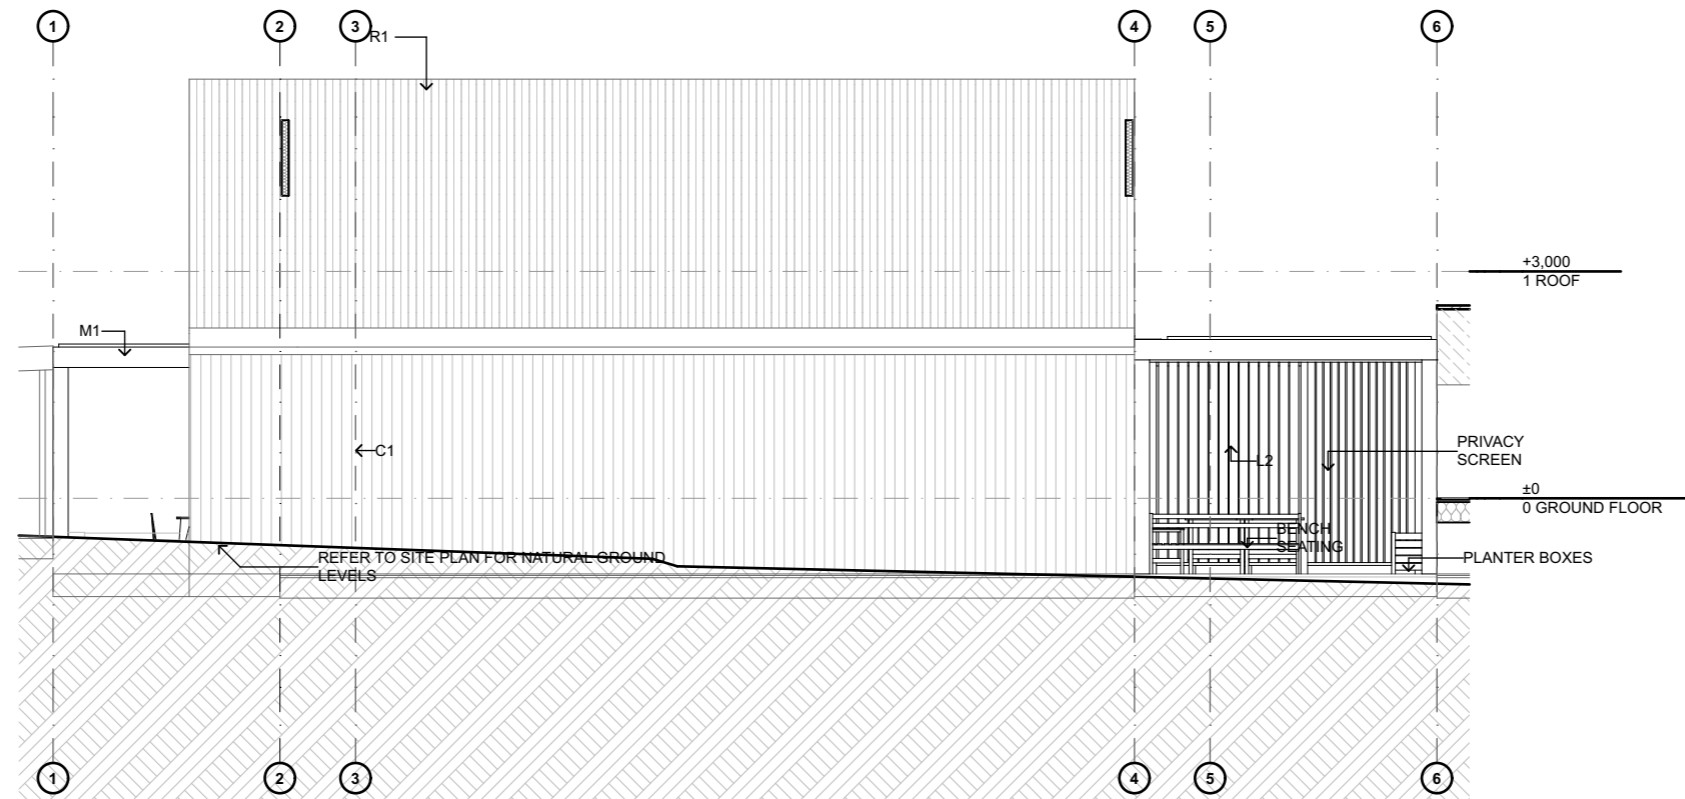 1
2
3
4
5
6
R1
+3,000
1 ROOF
M1
C1
L2
PRIVACY
SCREEN
±0
0 GROUND FLOOR
BENCH
SEATING
REFER TO SITE PLAN FOR NATURAL GROUND
LEVELS
PLANTER BOXES
1
2
3
4
5
6